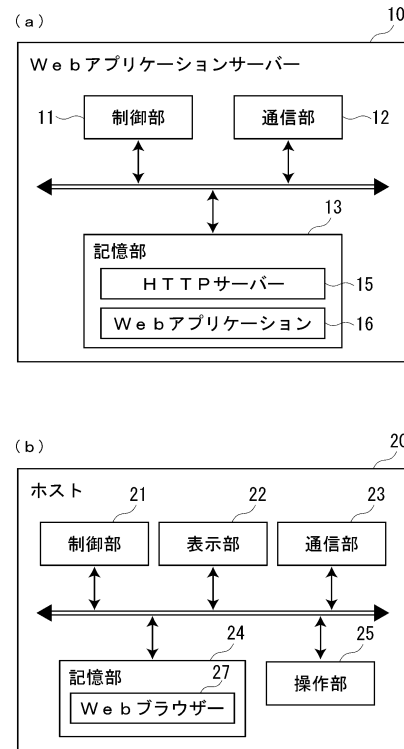 (a)
10
Ｗｅｂアプリケーションサーバー
11
制御部
通信部
12
13
記憶部
ＨＴＴＰサーバー
15
Ｗｅｂアプリケーション
16
(b)
20
ホスト
21
22
23
制御部
表示部
通信部
24
25
記憶部
27
Ｗｅｂブラウザー
操作部